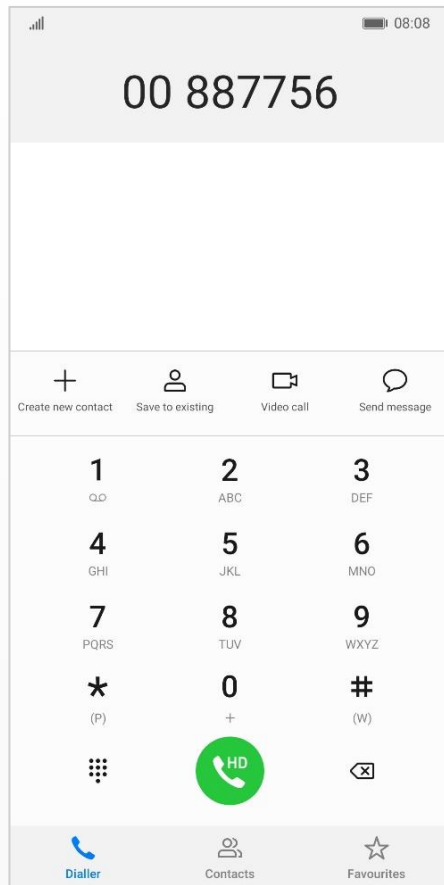 08:08
00 887756
Create new contact Save to existing Video call Send message
1 2 3
ABC DEF
4 5 6
GHI JKL MNO
7 8 9
PQRS TUV WXYZ
* 0 #
(P) + (W)
HD
Dialler Contacts Favourites